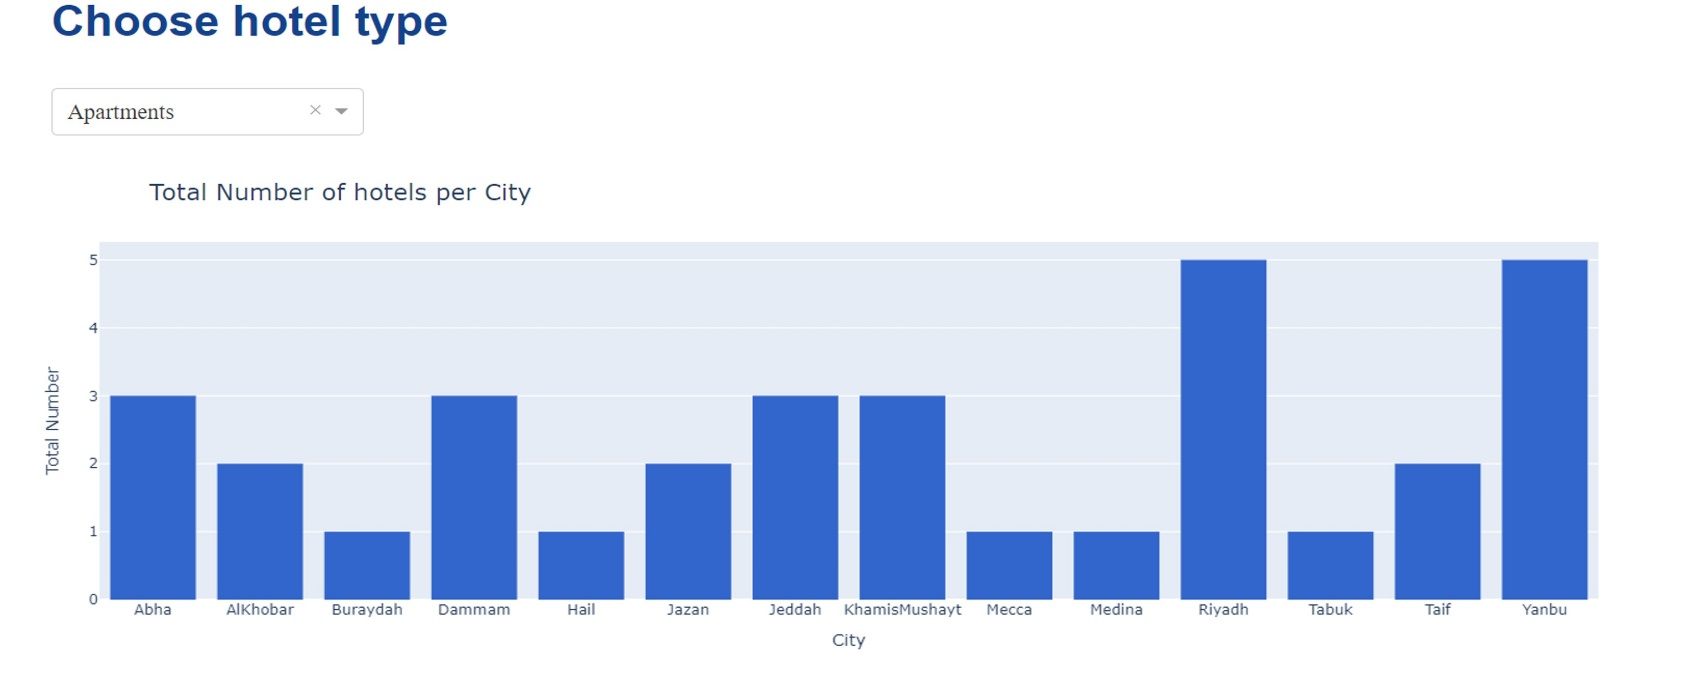 Choose hotel type
Apartments ×
Total Number of hotels per City
5
4
3
2
1
0
Total Number
Abha AlKhobar Buraydah Dammam Hail Jazan Jeddah KhamisMushayt Mecca Medina Riyadh Tabuk Taif Yanbu
City